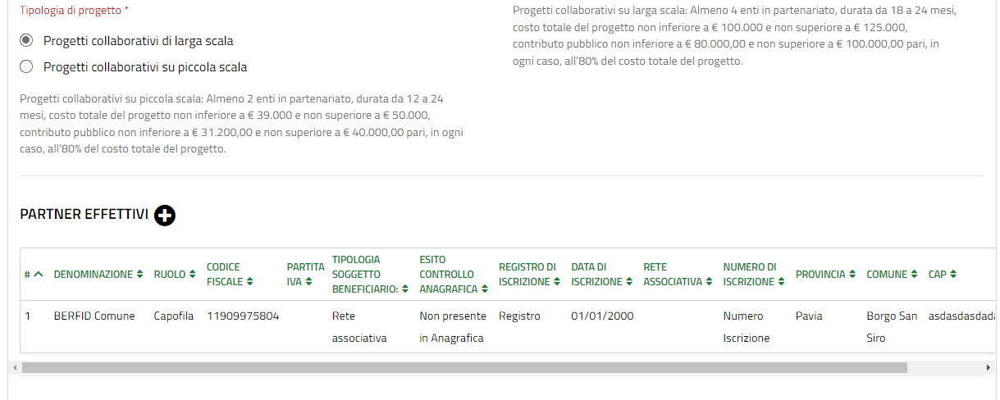 Tipologia di progetto *
Progetti collaborativi di larga scala
Progetti collaborativi su piccola scala
Progetti collaborativi su piccola scala: Almeno 2 enti in partenariato, durata da 12 a 24
mesi, costo totale del progetto non inferiore a € 39.000 e non superiore a € 50.000,
contributo pubblico non inferiore a € 31.200,00 e non superiore a € 40.000,00 pari, in ogni
caso, all'80% del costo totale del progetto.
Progetti collaborativi su larga scala: Almeno 4 enti in partenariato, durata da 18 a 24 mesi,
costo totale del progetto non inferiore a € 100.000 e non superiore a € 125.000,
contributo pubblico non inferiore a € 80.000,00 e non superiore a € 100.000,00 pari, in
ogni caso, all'80% del costo totale del progetto.
PARTNER EFFETTIVI
# DENOMINAZIONE RUOLO CODICE FISCALE PARTITA IVA TIPOLOGIA SOGGETTO BENEFICIARIO: ESITO CONTROLLO ANAGRAFICA REGISTRO DI ISCRIZIONE DATA DI ISCRIZIONE RETE ASSOCIATIVA NUMERO DI ISCRIZIONE PROVINCIA COMUNE CAP
1 BERFID Comune Capofila 11909975804 Rete associativa Non presente in Anagrafica Registro 01/01/2000 Numero Iscrizione Pavia Borgo San Siro asdasdasdada